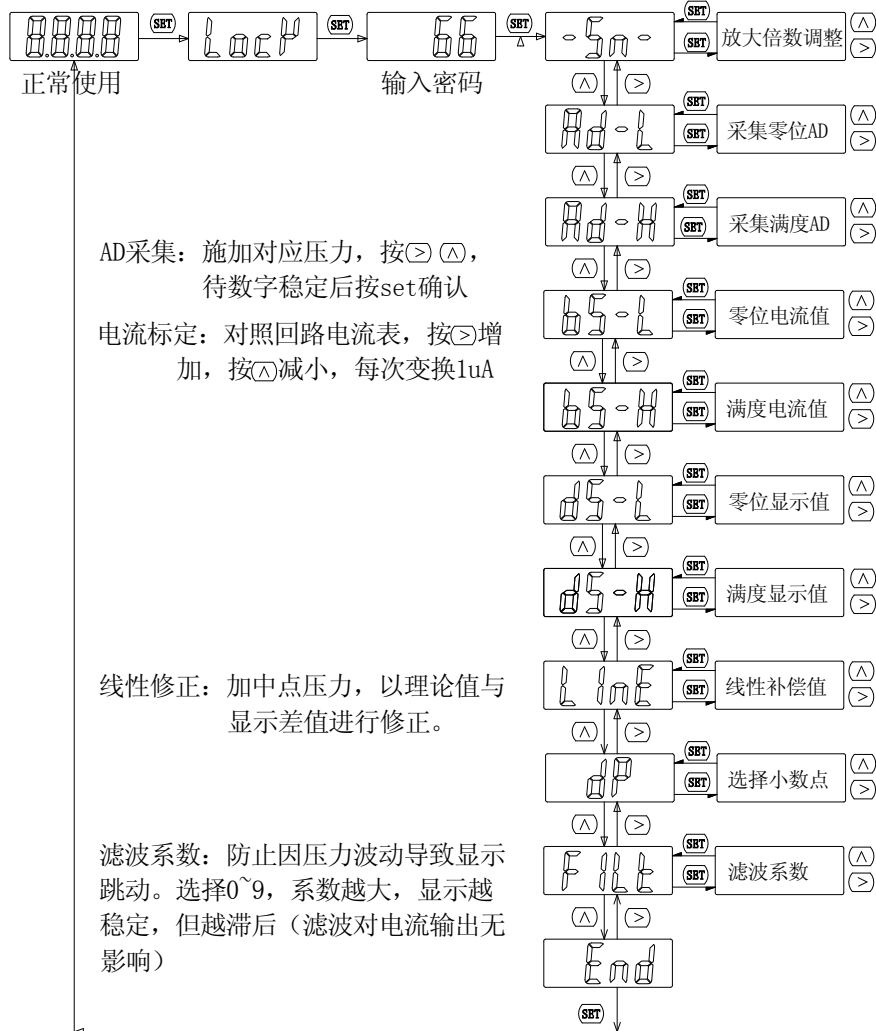 8.8.8.8 SET LocK SET 66 SET -Sn- SET SET 放大倍数调整 ∧ >
正常使用 输入密码
∧ >
Ad-L SET SET 采集零位AD ∧ >
∧ >
Ad-H SET SET 采集满度AD ∧ >
AD采集：施加对应压力，按> ∧，
待数字稳定后按set确认
∧ >
bS-L SET SET 零位电流值 ∧ >
电流标定：对照回路电流表，按>增
加，按∧减小，每次变换1uA
∧ >
bS-H SET SET 满度电流值 ∧ >
∧ >
dS-L SET SET 零位显示值 ∧ >
∧ >
dS-H SET SET 满度显示值 ∧ >
∧ >
LinE SET SET 线性补偿值 ∧ >
线性修正：加中点压力，以理论值与
显示差值进行修正。
∧ >
dP SET SET 选择小数点 ∧ >
∧ >
FILt SET SET 滤波系数 ∧ >
滤波系数：防止因压力波动导致显示
跳动。选择0~9，系数越大，显示越
稳定，但越滞后（滤波对电流输出无
影响）
∧ >
End
SET